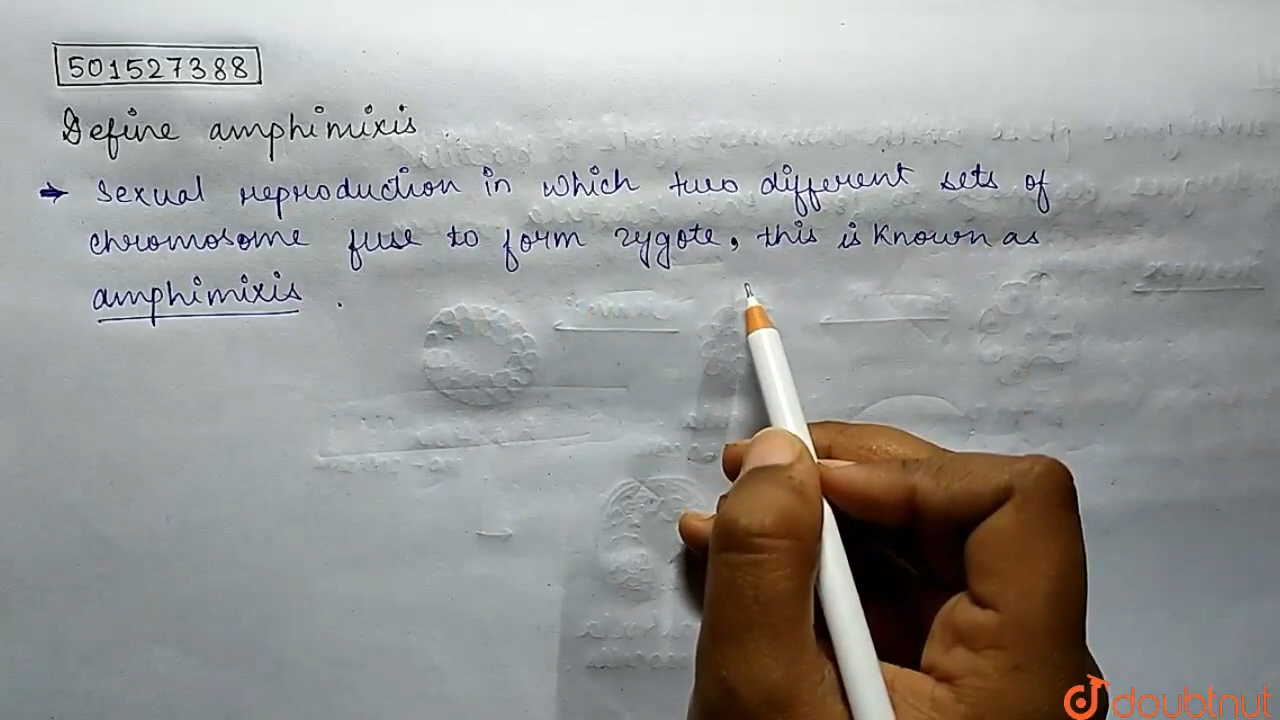 501527388
Define amphimixis
→ Sexual reproduction in which two different sets of
chromosome fuse to form zygote, this is known as
amphimixis.
doubtnut